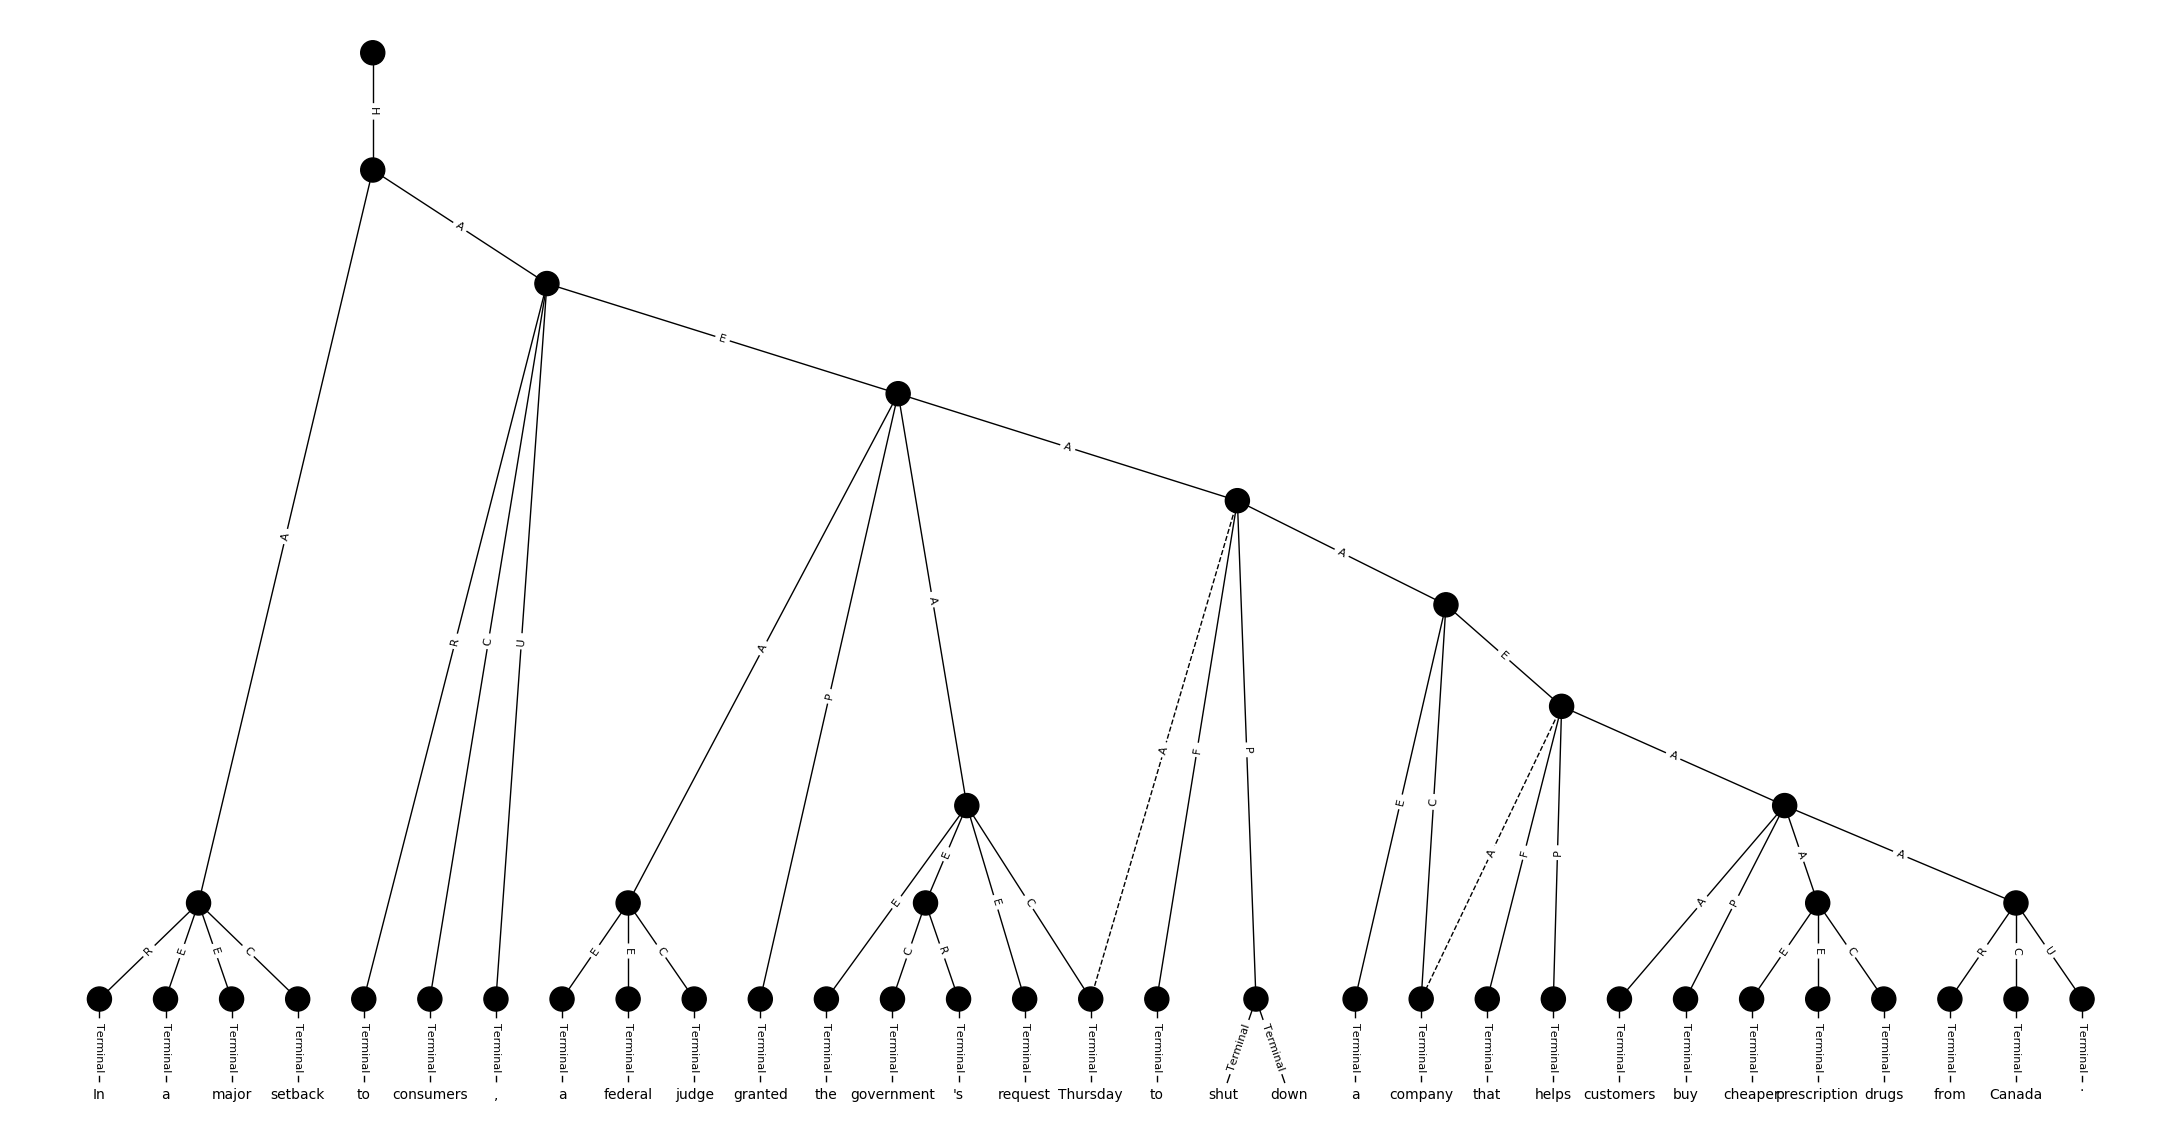 H
A
E
A
A
A
E
A
R C U
A
P
A
A F P
E C
A F P
A
E E E C
A P A
R E E C
C R
E E C
E E C
R C U
Terminal Terminal Terminal Terminal Terminal Terminal Terminal Terminal Terminal Terminal Terminal Terminal Terminal Terminal Terminal Terminal Terminal Terminal Terminal Terminal Terminal Terminal Terminal Terminal Terminal Terminal Terminal Terminal Terminal Terminal Terminal
In a major setback to consumers , a federal judge granted the government 's request Thursday to shut down a company that helps customers buy cheaper prescription drugs from Canada .